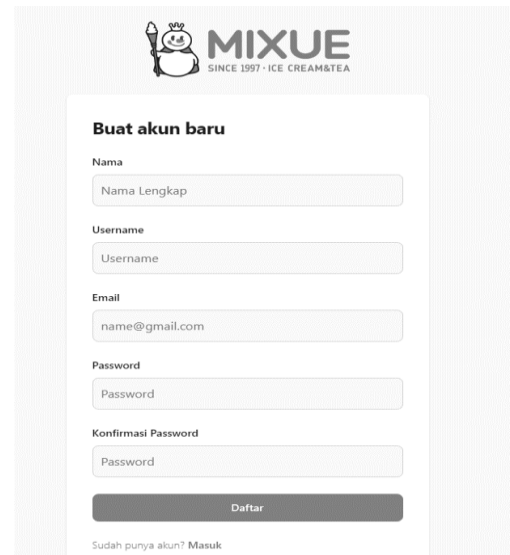 MIXUE
SINCE 1997 · ICE CREAM&TEA
Buat akun baru
Nama
Nama Lengkap
Username
Username
Email
name@gmail.com
Password
Password
Konfirmasi Password
Password
Daftar
Sudah punya akun? Masuk